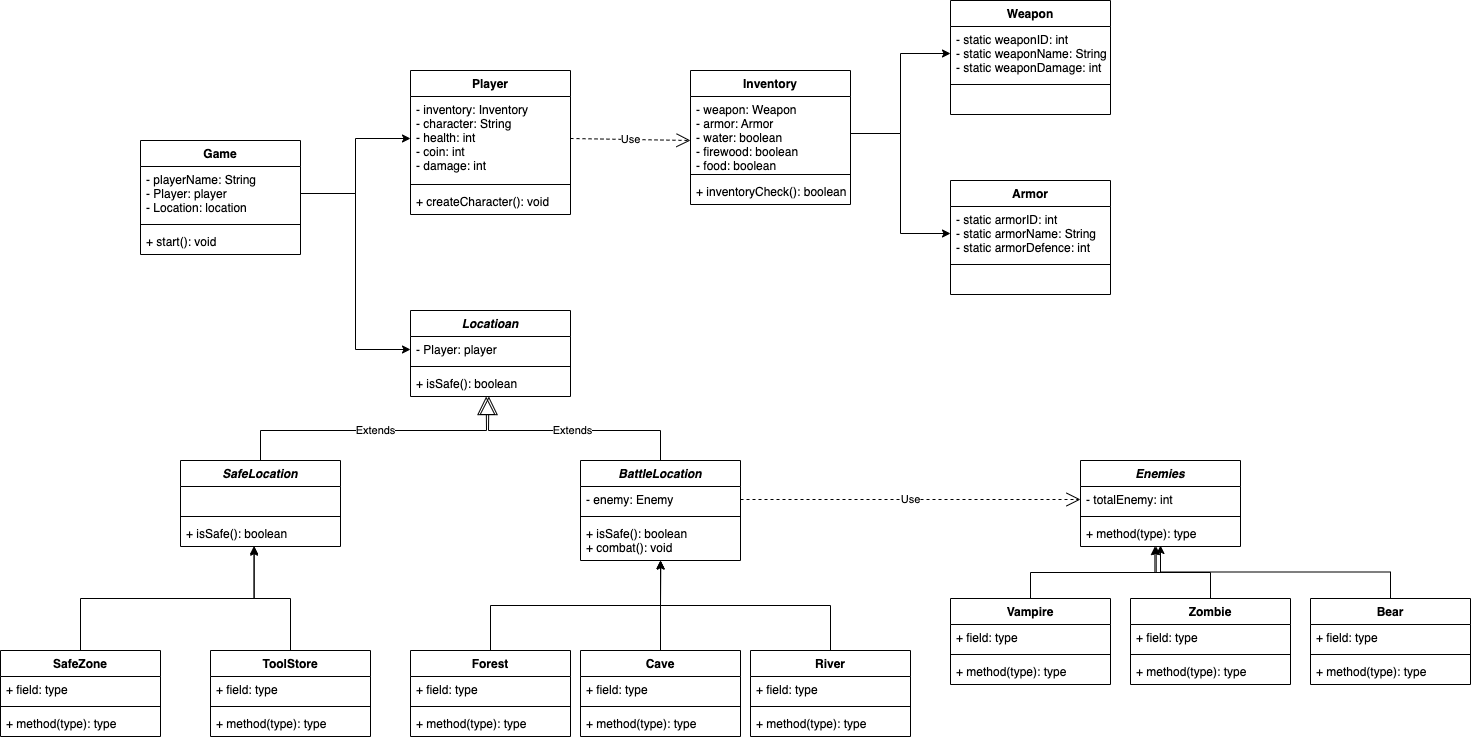 Weapon
- static weaponID: int
- static weaponName: String
- static weaponDamage: int
Player
- inventory: Inventory
- character: String
- health: int
- coin: int
- damage: int
+ createCharacter(): void
Use
Inventory
- weapon: Weapon
- armor: Armor
- water: boolean
- firewood: boolean
- food: boolean
+ inventoryCheck(): boolean
Game
- playerName: String
- Player: player
- Location: location
+ start(): void
Armor
- static armorID: int
- static armorName: String
- static armorDefence: int
Locatioan
- Player: player
+ isSafe(): boolean
Extends
Extends
SafeLocation
+ isSafe(): boolean
BattleLocation
- enemy: Enemy
+ isSafe(): boolean
+ combat(): void
Use
Enemies
- totalEnemy: int
+ method(type): type
Vampire
+ field: type
+ method(type): type
Zombie
+ field: type
+ method(type): type
Bear
+ field: type
+ method(type): type
SafeZone
+ field: type
+ method(type): type
ToolStore
+ field: type
+ method(type): type
Forest
+ field: type
+ method(type): type
Cave
+ field: type
+ method(type): type
River
+ field: type
+ method(type): type